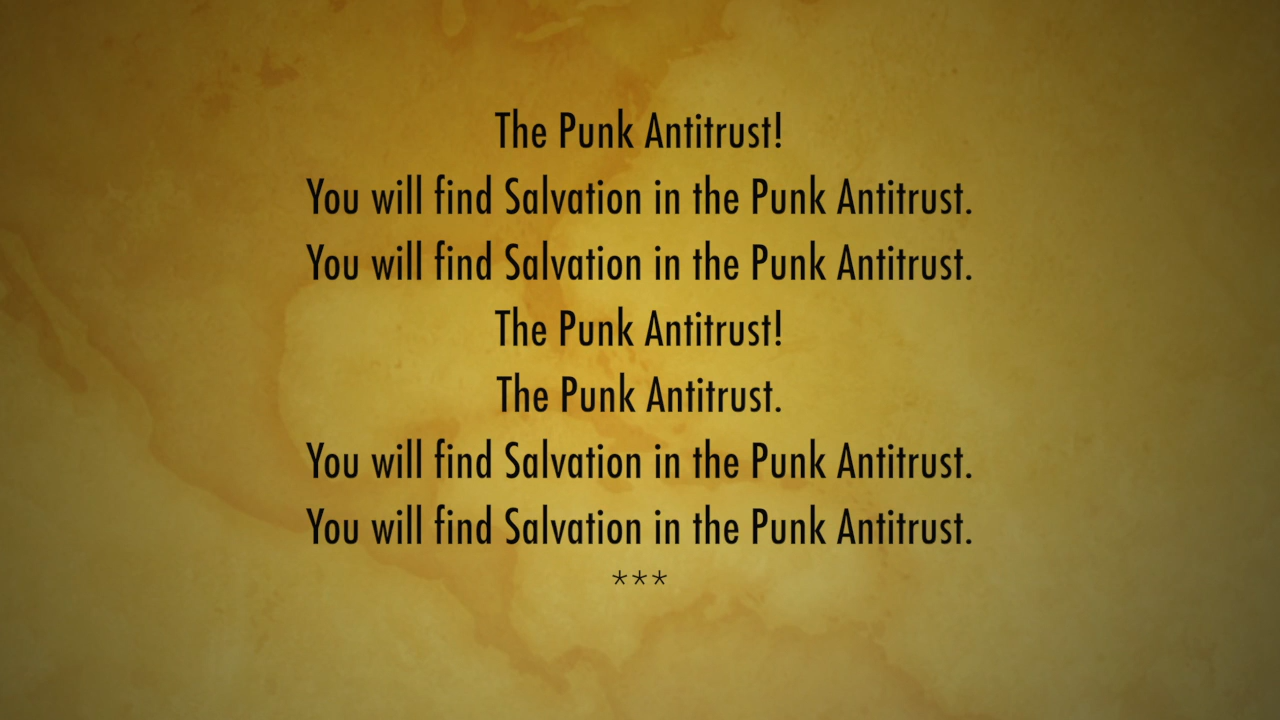 The Punk Antitrust!
You will find Salvation in the Punk Antitrust.
You will find Salvation in the Punk Antitrust.
The Punk Antitrust!
The Punk Antitrust.
You will find Salvation in the Punk Antitrust.
You will find Salvation in the Punk Antitrust.
***